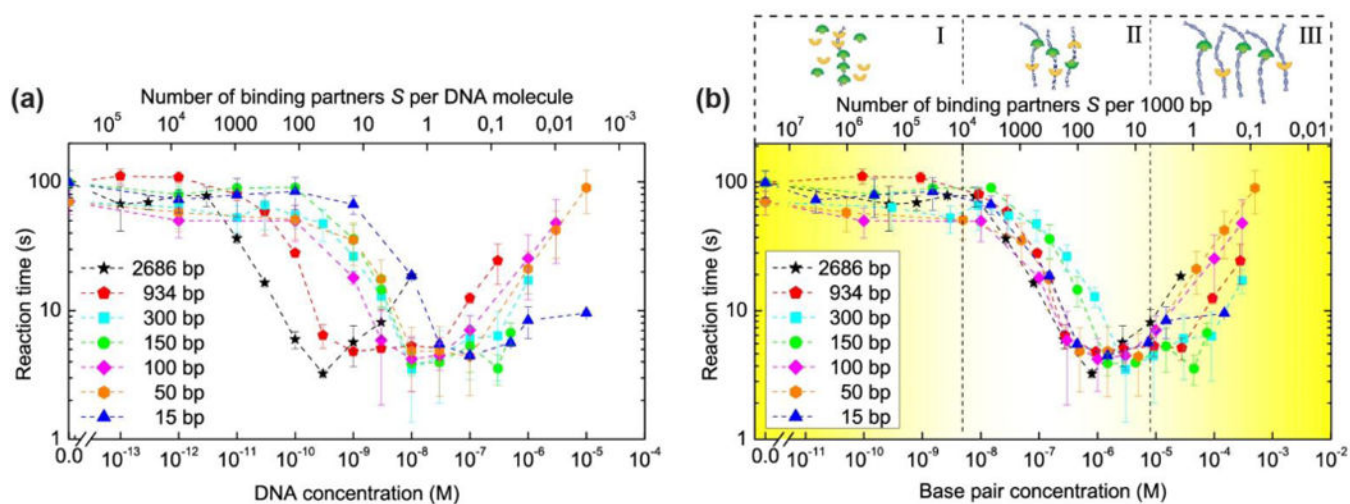 (a)
Number of binding partners S per DNA molecule
10⁵ 10⁴ 1000 100 10 1 0,1 0,01 10⁻³
Reaction time (s)
100
10
1
2686 bp
934 bp
300 bp
150 bp
100 bp
50 bp
15 bp
0.0 10⁻¹³ 10⁻¹² 10⁻¹¹ 10⁻¹⁰ 10⁻⁹ 10⁻⁸ 10⁻⁷ 10⁻⁶ 10⁻⁵ 10⁻⁴
DNA concentration (M)
I II III
(b)
Number of binding partners S per 1000 bp
10⁷ 10⁶ 10⁵ 10⁴ 1000 100 10 1 0,1 0,01
Reaction time (s)
100
10
1
2686 bp
934 bp
300 bp
150 bp
100 bp
50 bp
15 bp
0.0 10⁻¹¹ 10⁻¹⁰ 10⁻⁹ 10⁻⁸ 10⁻⁷ 10⁻⁶ 10⁻⁵ 10⁻⁴ 10⁻³ 10⁻²
Base pair concentration (M)